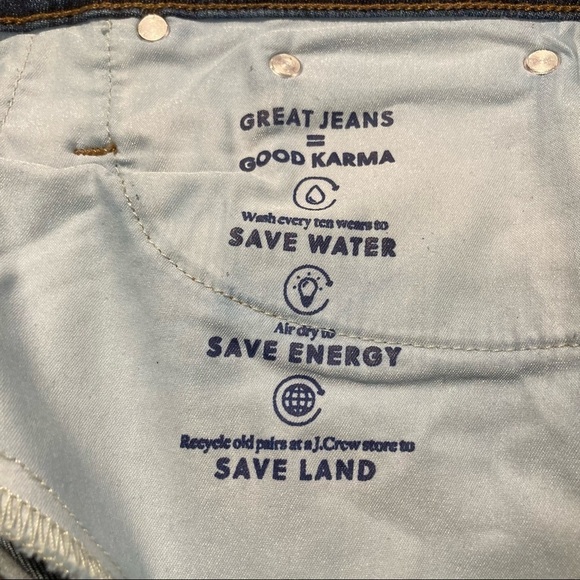 GREAT JEANS
=
GOOD KARMA
Wash every ten wears to
SAVE WATER
Air dry to
SAVE ENERGY
Recycle old pairs at a J.Crew store to
SAVE LAND